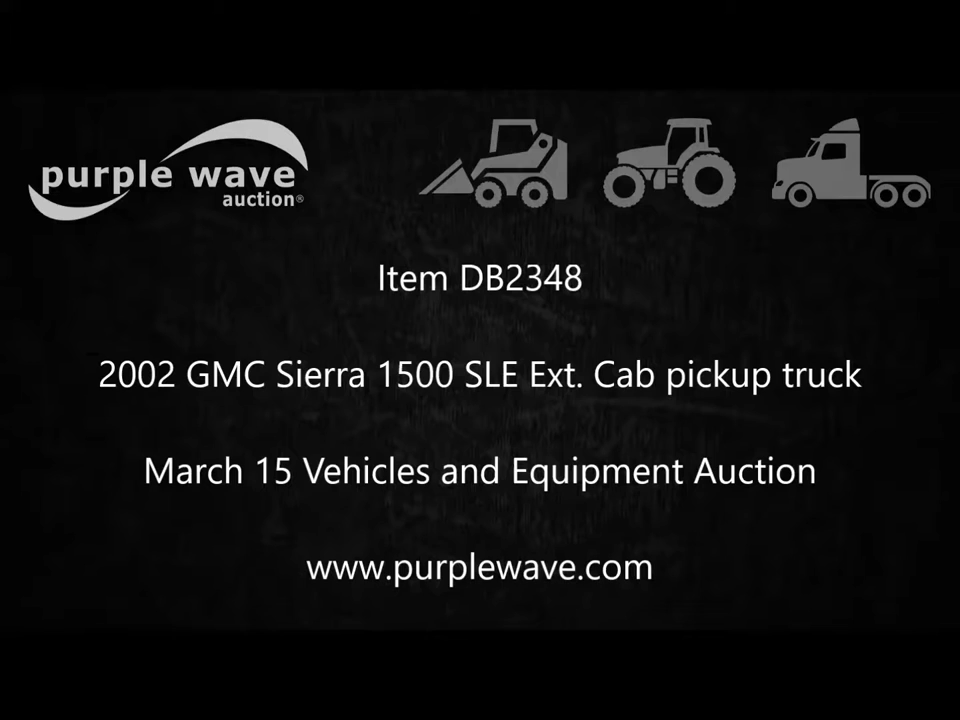 purple wave
auction®
Item DB2348
2002 GMC Sierra 1500 SLE Ext. Cab pickup truck
March 15 Vehicles and Equipment Auction
www.purplewave.com